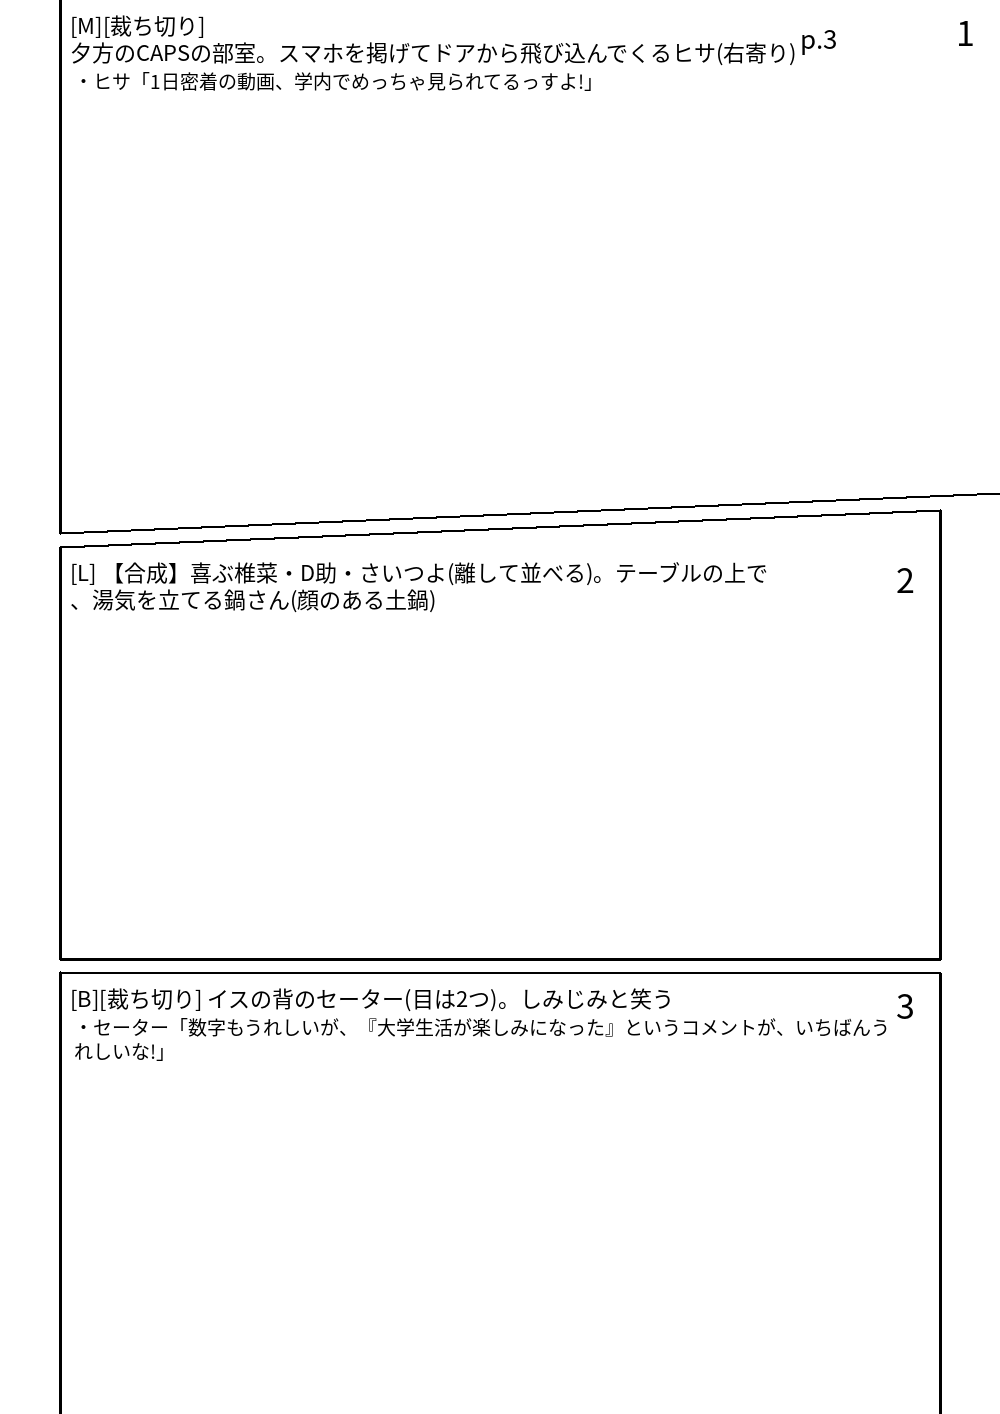 [M][裁ち切り]
夕方のCAPSの部室。スマホを掲げてドアから飛び込んでくるヒサ(右寄り)
p.3
1
・ヒサ「1日密着の動画、学内でめっちゃ見られてるっすよ!」
[L] 【合成】喜ぶ椎菜・D助・さいつよ(離して並べる)。テーブルの上で
、湯気を立てる鍋さん(顔のある土鍋)
2
[B][裁ち切り] イスの背のセーター(目は2つ)。しみじみと笑う
3
・セーター「数字もうれしいが、『大学生活が楽しみになった』というコメントが、いちばんう
れしいな!」